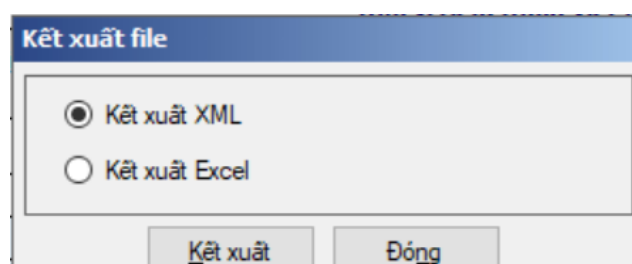 Kết xuất file
Kết xuất XML
Kết xuất Excel
Kết xuất
Đóng